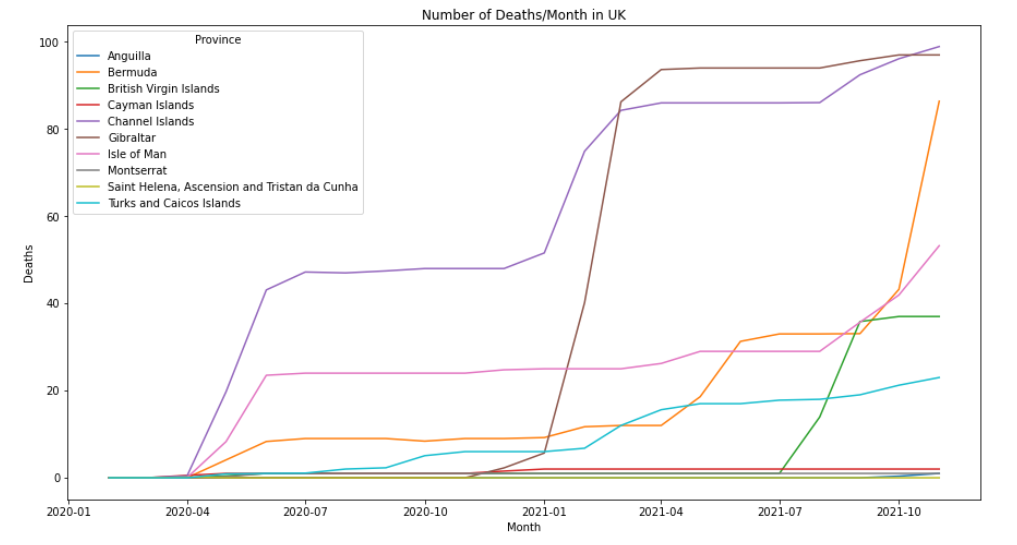 Number of Deaths/Month in UK
Province
Anguilla
Bermuda
British Virgin Islands
Cayman Islands
Channel Islands
Gibraltar
Isle of Man
Montserrat
Saint Helena, Ascension and Tristan da Cunha
Turks and Caicos Islands
Deaths
100
80
60
40
20
0
2020-01 2020-04 2020-07 2020-10 2021-01 2021-04 2021-07 2021-10
Month